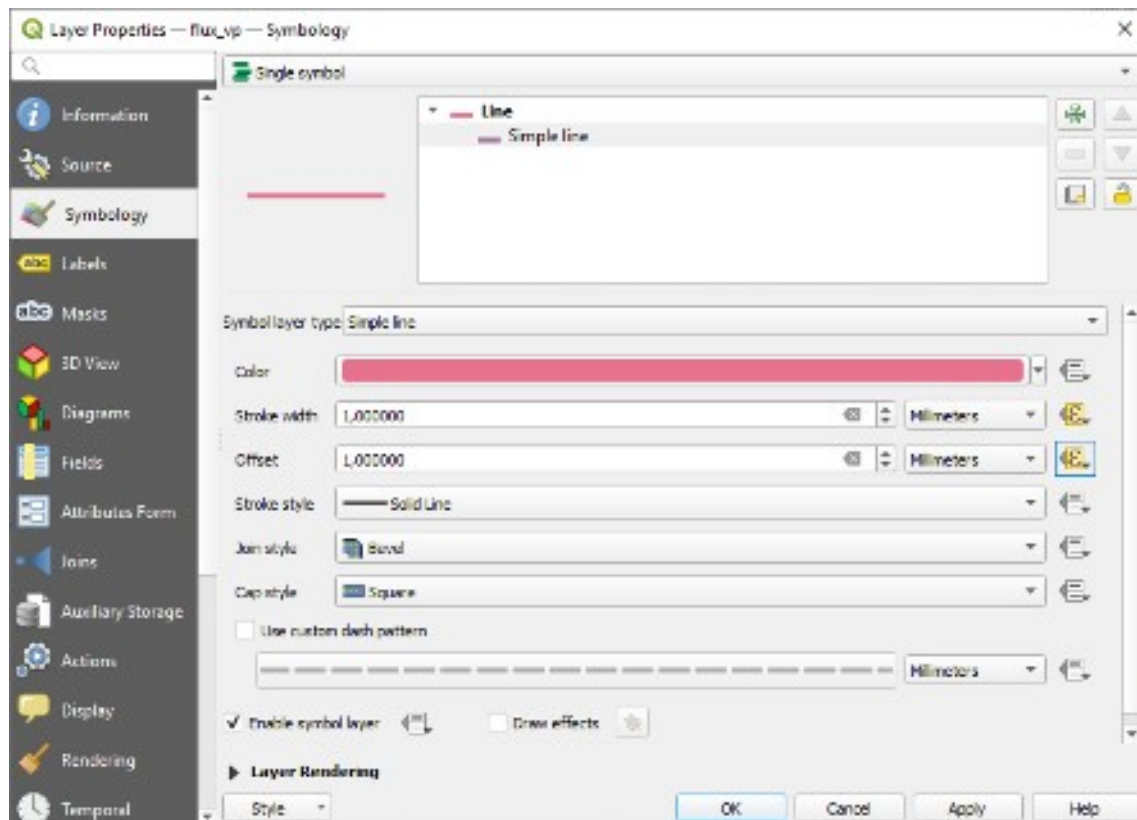 Layer Properties — flux_vp — Symbology
Single symbol
Information
Source
Symbology
Labels
Masks
3D View
Diagrams
Fields
Attributes Form
Joins
Auxiliary Storage
Actions
Display
Rendering
Temporal
Line
Simple line
Symbol layer type Simple line
Color
Stroke width 1,000000 Millimeters
Offset 1,000000 Millimeters
Stroke style Solid Line
Join style Bevel
Cap style Square
Use custom dash pattern
Millimeters
Enable symbol layer Draw effects
Layer Rendering
Style OK Cancel Apply Help